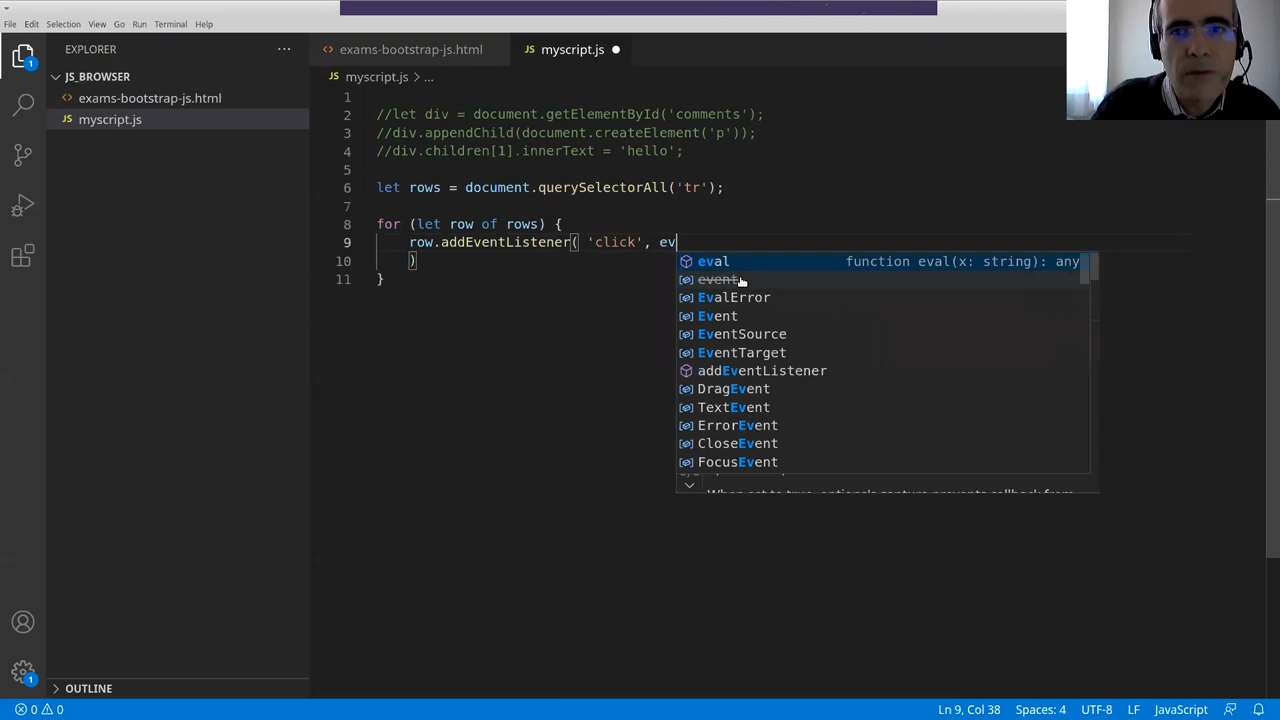 File Edit Selection View Go Run Terminal Help
EXPLORER ...
exams-bootstrap-js.html
myscript.js
JS_BROWSER
exams-bootstrap-js.html
myscript.js
myscript.js > ...
1
2 //let div = document.getElementById('comments');
3 //div.appendChild(document.createElement('p'));
4 //div.children[1].innerText = 'hello';
5
6 let rows = document.querySelectorAll('tr');
7
8 for (let row of rows) {
9 row.addEventListener( 'click', ev
10 )
11 }
eval function eval(x: string): any
event
EvalError
Event
EventSource
EventTarget
addEventListener
DragEvent
TextEvent
ErrorEvent
CloseEvent
FocusEvent
1
1
OUTLINE
0 0
Ln 9, Col 38 Spaces: 4 UTF-8 LF JavaScript